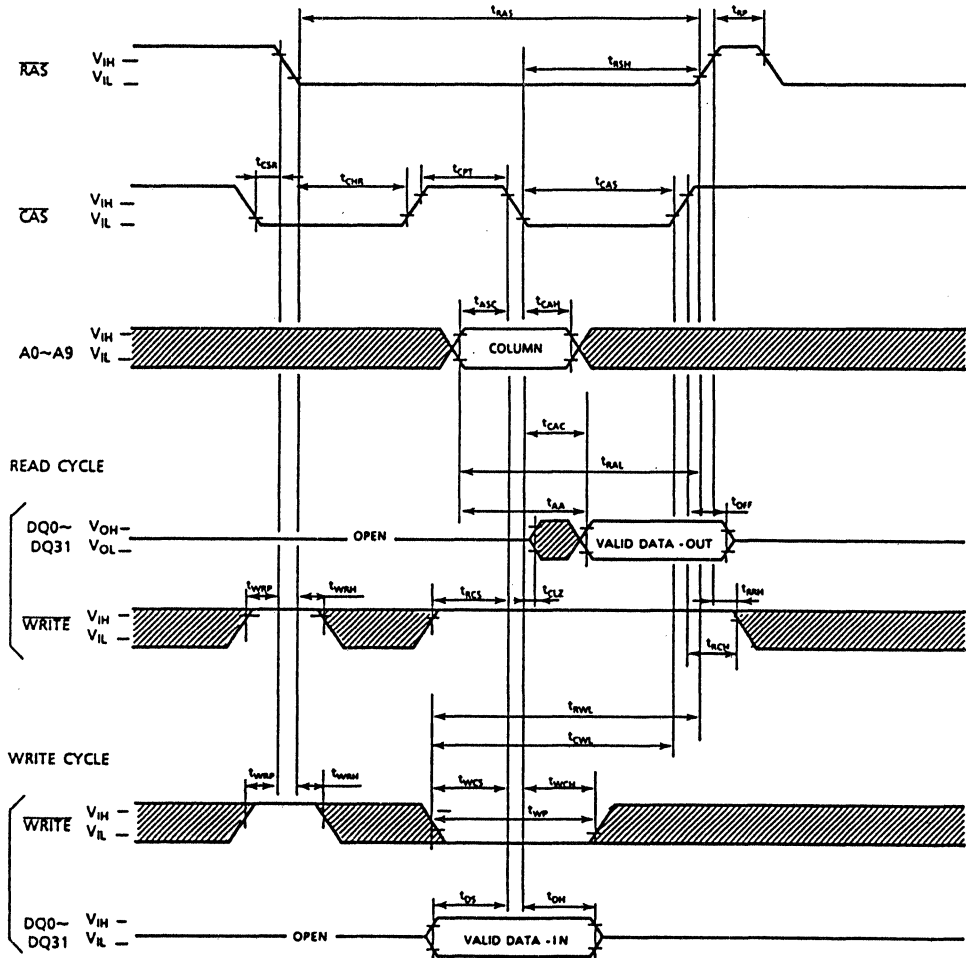 tRAS
tRP
RAS VIH
VIL
tRSH
tCSR
tCHR
tCPT
tCAS
CAS VIH
VIL
tASC
tCAH
A0~A9 VIH
VIL
COLUMN
tCAC
READ CYCLE
tRAL
tAA
tOFF
DQ0~ VOH
DQ31 VOL
OPEN
VALID DATA - OUT
tWRP
tWRH
tRCS
tCLZ
tRRH
WRITE VIH
VIL
tRCH
tRWL
tCWL
WRITE CYCLE
tWRP
tWRH
tWCS
tWCH
tWP
WRITE VIH
VIL
tDS
tDH
DQ0~ VIH
DQ31 VIL
OPEN
VALID DATA - IN